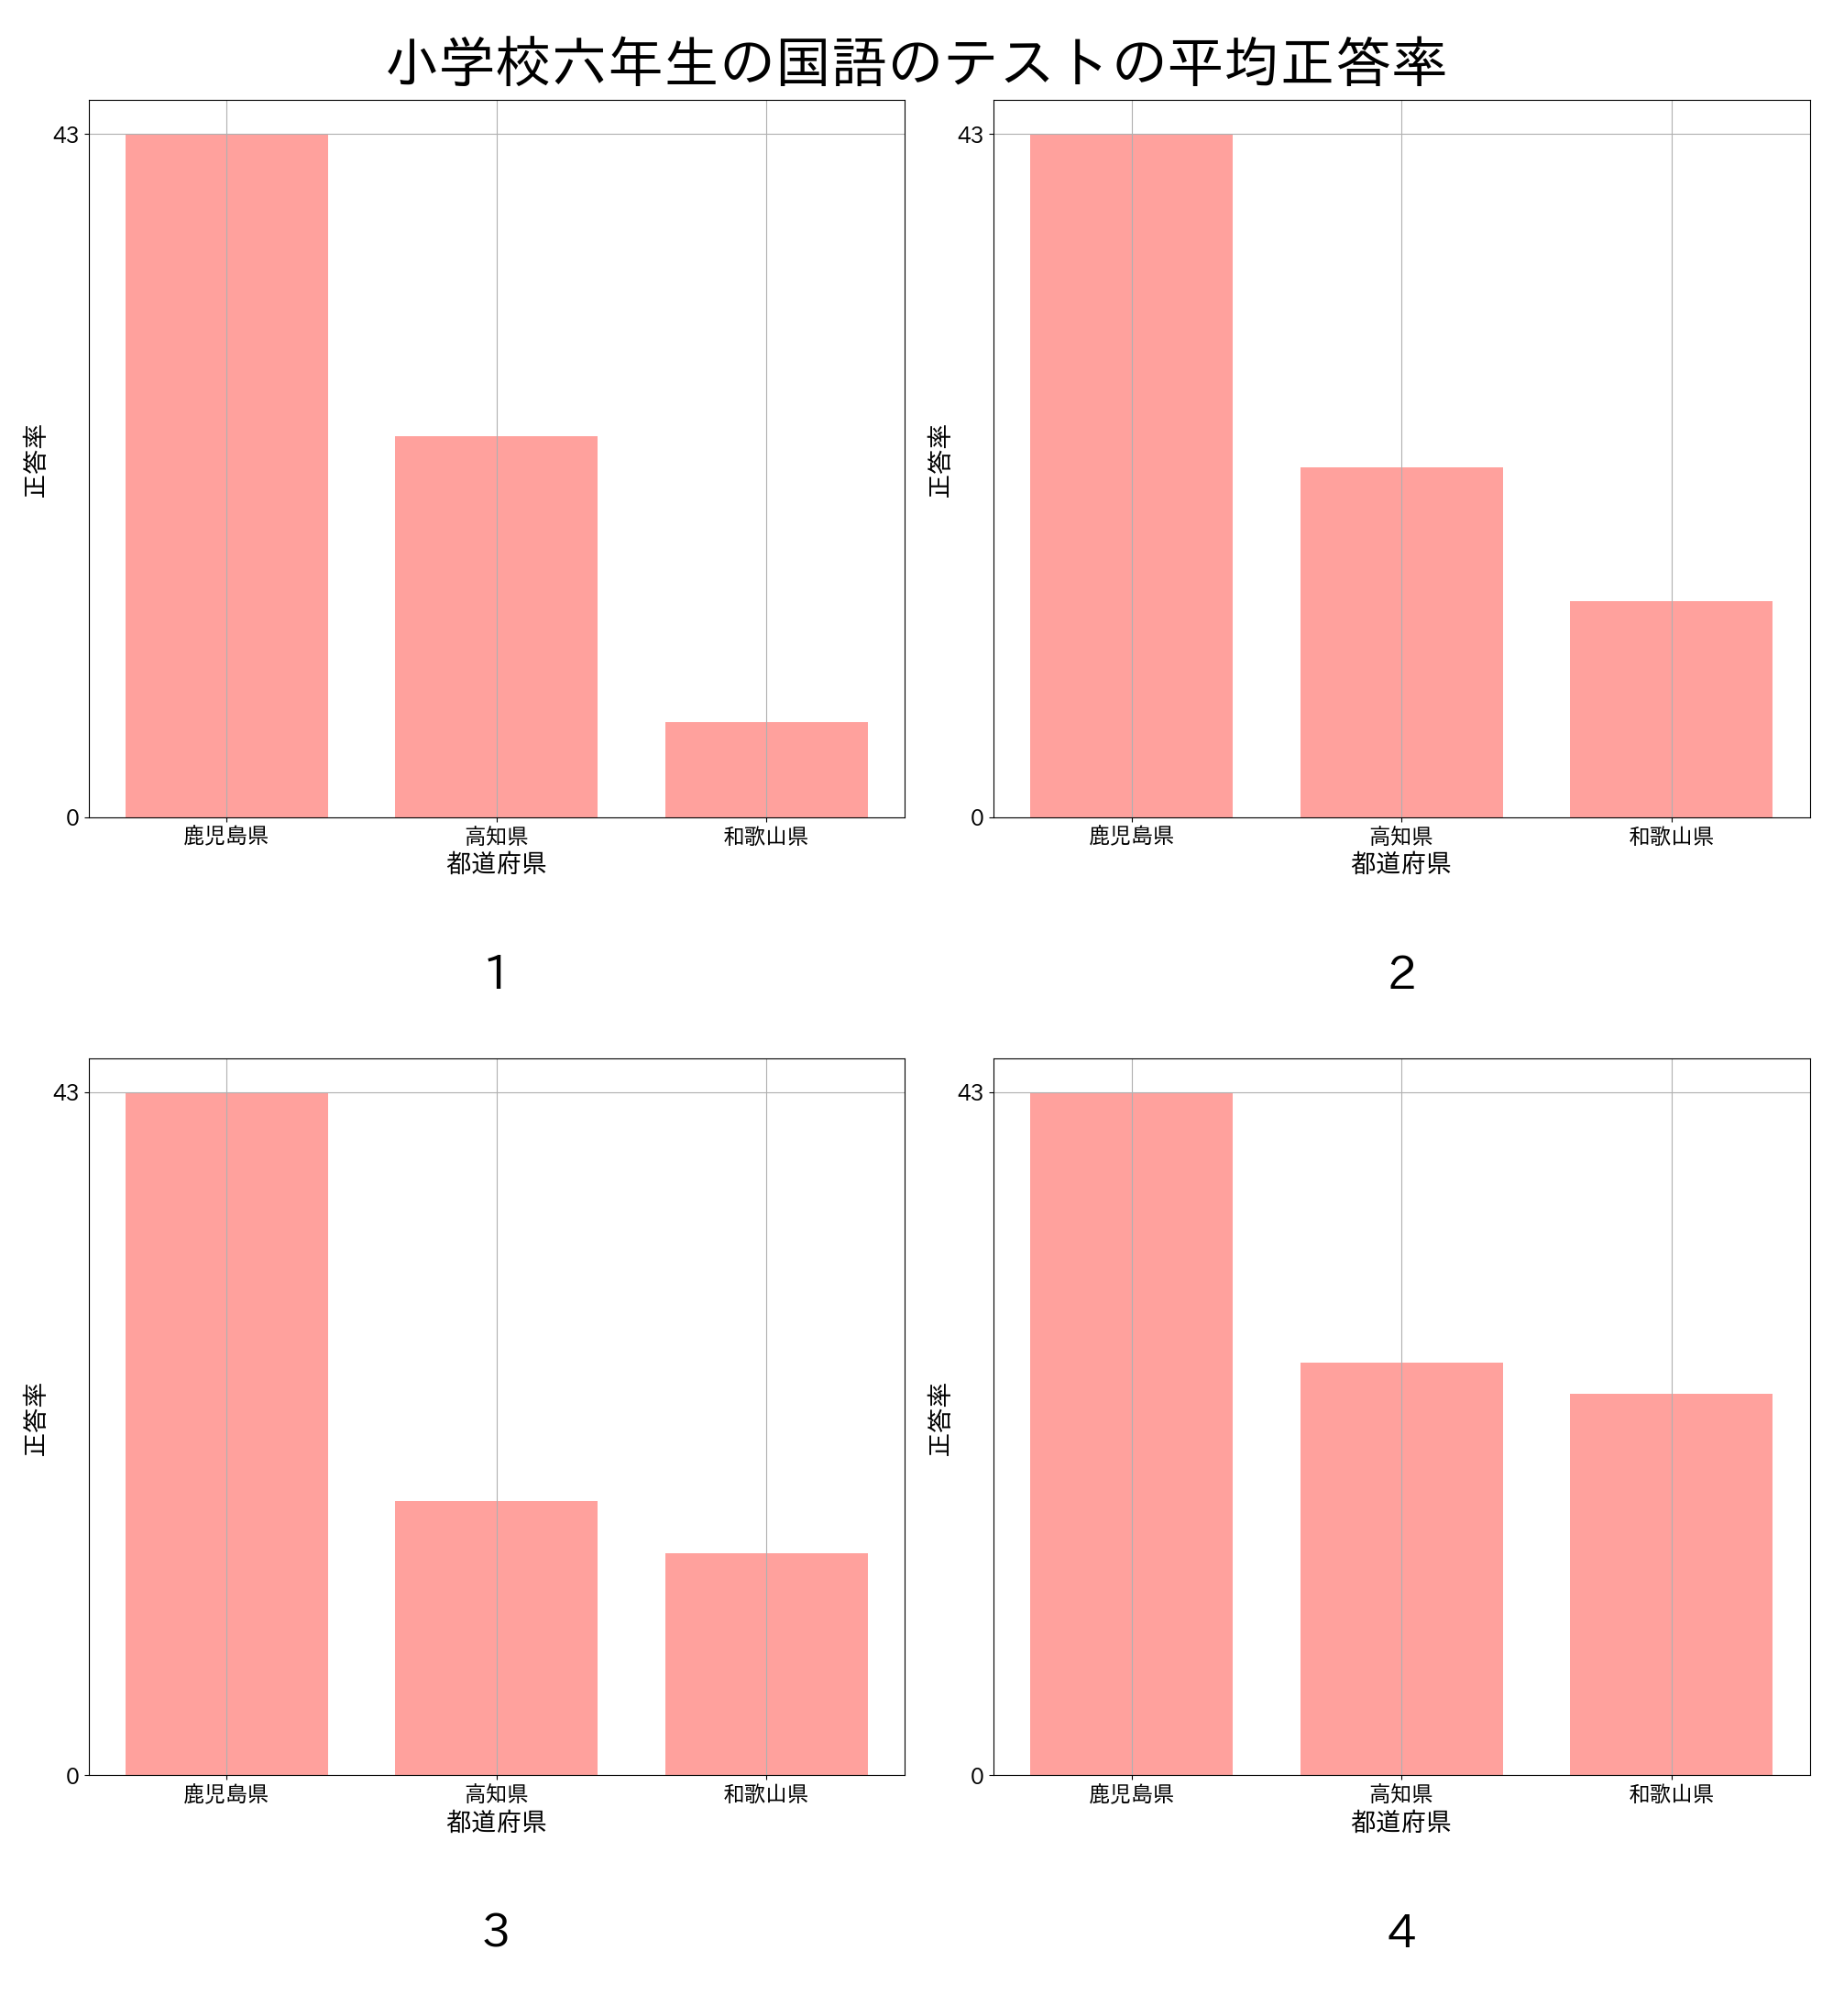 小学校六年生の国語のテストの平均正答率
43
正答率
0
鹿児島県 高知県 和歌山県
都道府県
1
43
正答率
0
鹿児島県 高知県 和歌山県
都道府県
2
43
正答率
0
鹿児島県 高知県 和歌山県
都道府県
3
43
正答率
0
鹿児島県 高知県 和歌山県
都道府県
4